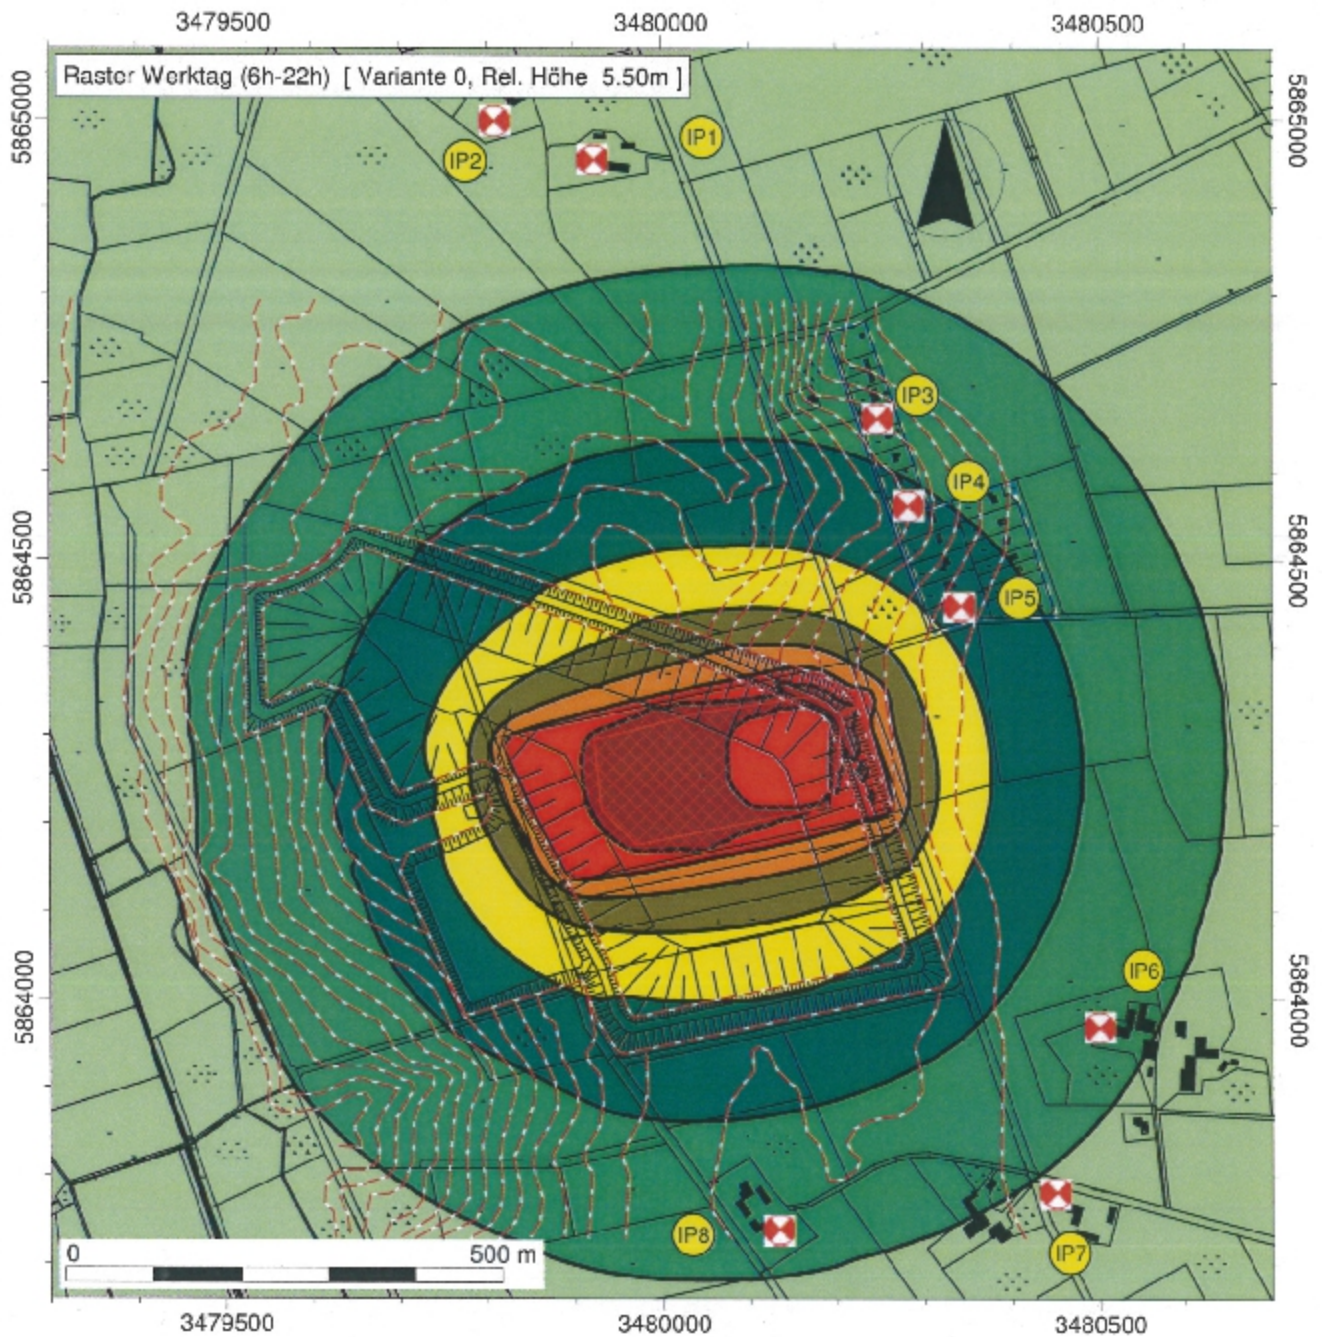 3479500 3480000 3480500
Raster Werktag (6h-22h) [ Variante 0, Rel. Höhe 5.50m ]
5865000
5865000
IP1
IP2
IP3
IP4
5864500
5864500
IP5
IP6
5864000
5864000
IP8
IP7
0 500 m
3479500 3480000 3480500